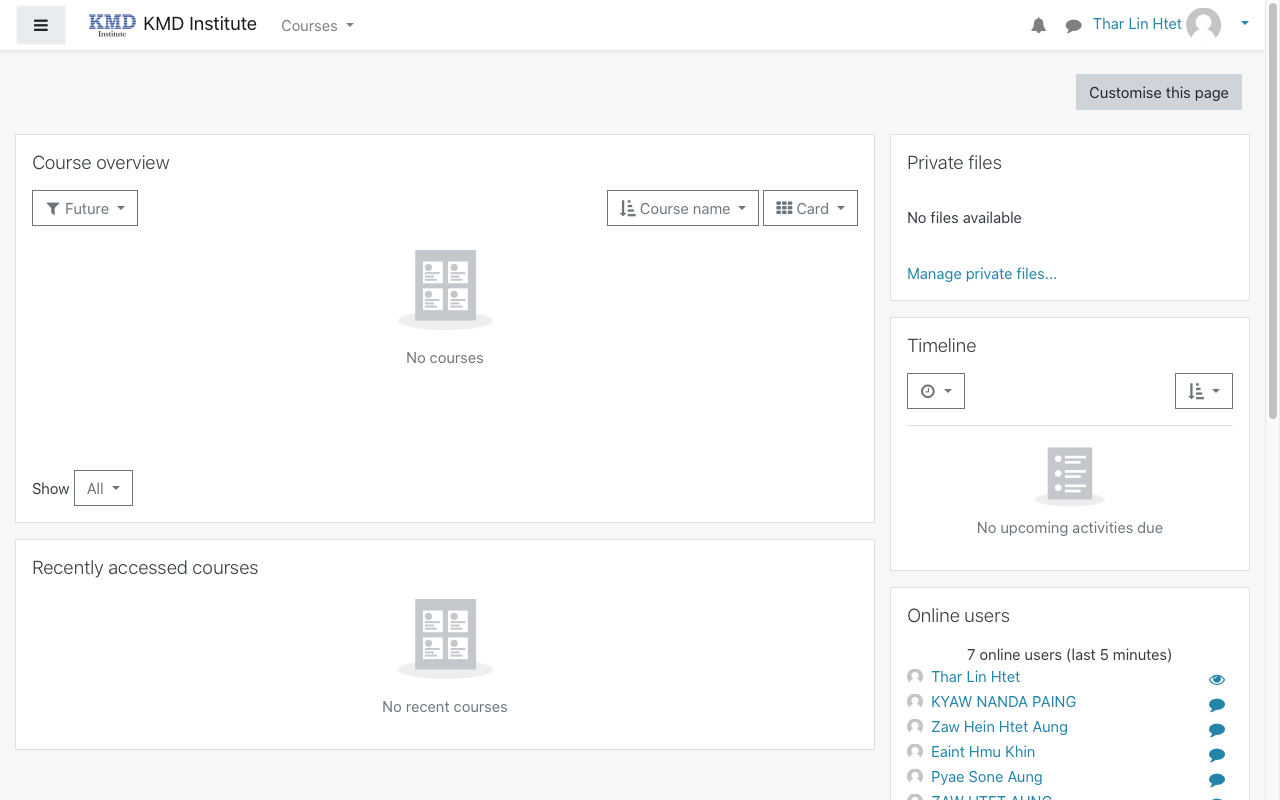 KMD
Institute
KMD Institute
Courses
Thar Lin Htet
Customise this page
Course overview
Future
Course name
Card
No courses
Show
All
Recently accessed courses
No recent courses
Private files
No files available
Manage private files...
Timeline
No upcoming activities due
Online users
7 online users (last 5 minutes)
Thar Lin Htet
KYAW NANDA PAING
Zaw Hein Htet Aung
Eaint Hmu Khin
Pyae Sone Aung
ZAW HTET AUNG